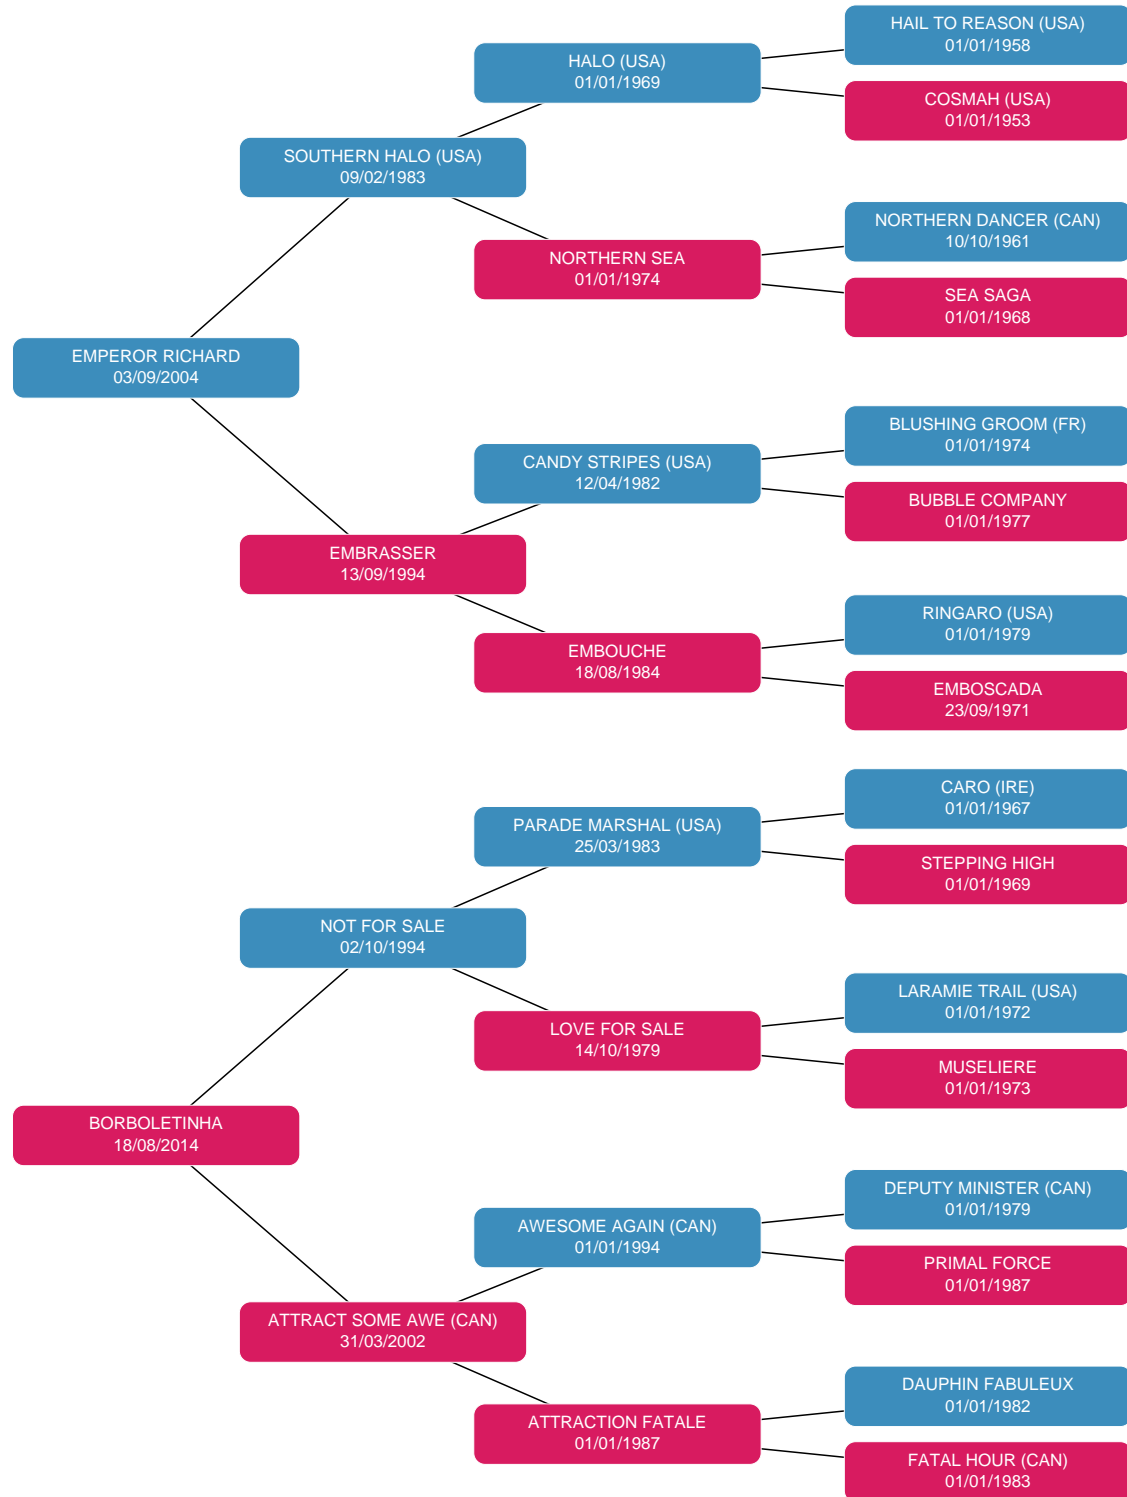 HAIL TO REASON (USA)
01/01/1958
HALO (USA)
01/01/1969
COSMAH (USA)
01/01/1953
SOUTHERN HALO (USA)
09/02/1983
NORTHERN DANCER (CAN)
10/10/1961
NORTHERN SEA
01/01/1974
SEA SAGA
01/01/1968
EMPEROR RICHARD
03/09/2004
BLUSHING GROOM (FR)
01/01/1974
CANDY STRIPES (USA)
12/04/1982
BUBBLE COMPANY
01/01/1977
EMBRASSER
13/09/1994
RINGARO (USA)
01/01/1979
EMBOUCHE
18/08/1984
EMBOSCADA
23/09/1971
CARO (IRE)
01/01/1967
PARADE MARSHAL (USA)
25/03/1983
STEPPING HIGH
01/01/1969
NOT FOR SALE
02/10/1994
LARAMIE TRAIL (USA)
01/01/1972
LOVE FOR SALE
14/10/1979
MUSELIERE
01/01/1973
BORBOLETINHA
18/08/2014
DEPUTY MINISTER (CAN)
01/01/1979
AWESOME AGAIN (CAN)
01/01/1994
PRIMAL FORCE
01/01/1987
ATTRACT SOME AWE (CAN)
31/03/2002
DAUPHIN FABULEUX
01/01/1982
ATTRACTION FATALE
01/01/1987
FATAL HOUR (CAN)
01/01/1983